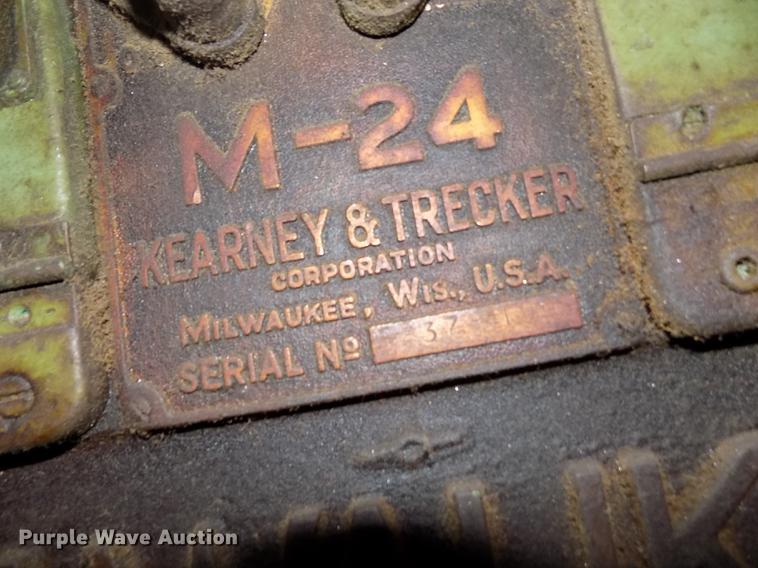 M-24
KEARNEY & TRECKER
CORPORATION
MILWAUKEE, WIS., U.S.A.
SERIAL Nº
Purple Wave Auction